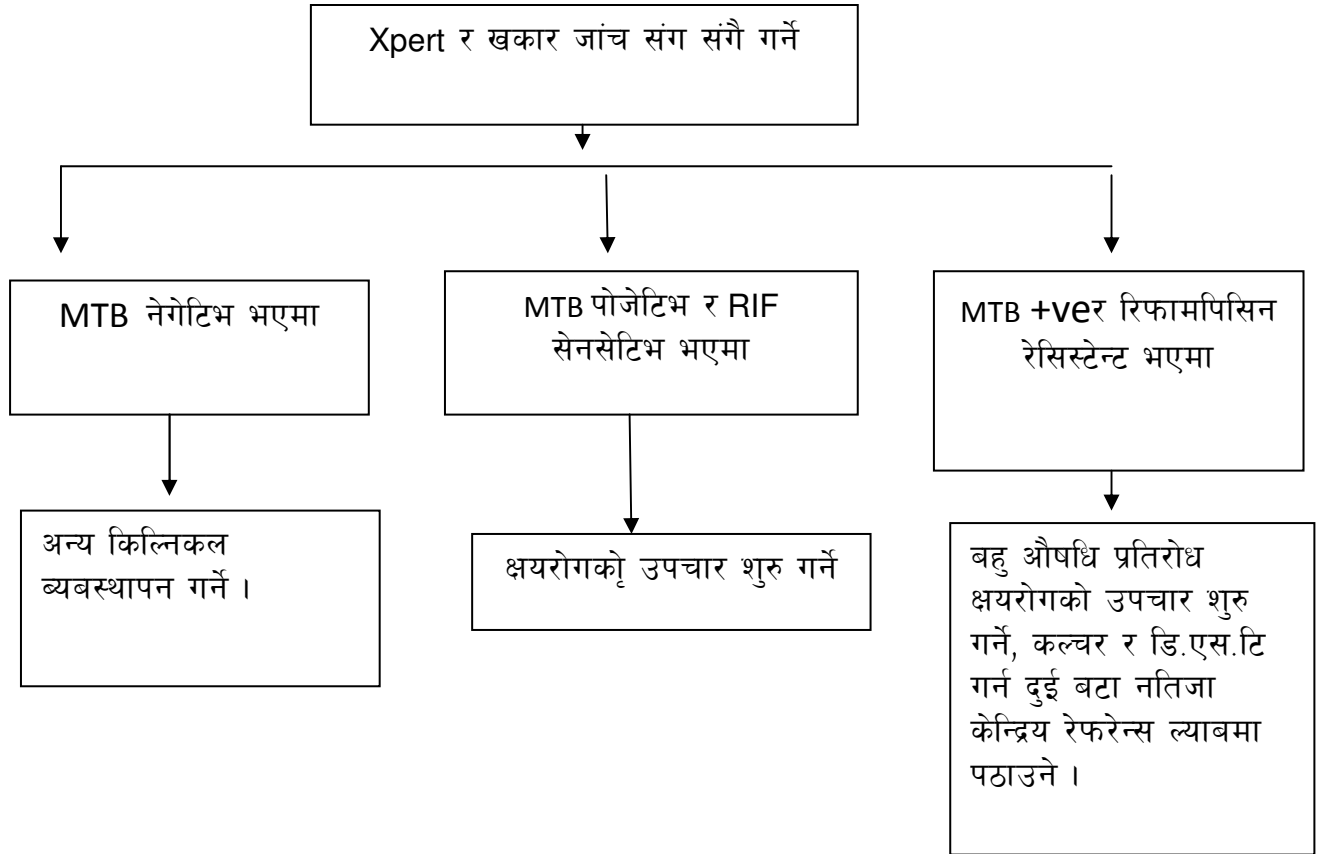 Xpert र खकार जांच संग संगै गर्ने
MTB नेगेटिभ भएमा
MTB पोजेटिभ र RIF
सेनसेटिभ भएमा
MTB +veर रिफामपिसिन
रेसिस्टेन्ट भएमा
अन्य किल्निकल
ब्यबस्थापन गर्ने ।
क्षयरोगकोृ उपचार शुरु गर्ने
बहु औषधि प्रतिरोध
क्षयरोगको उपचार शुरु
गर्ने, कल्चर र डि.एस.टि
गर्न दुई बटा नतिजा
केन्द्रिय रेफरेन्स ल्याबमा
पठाउने ।